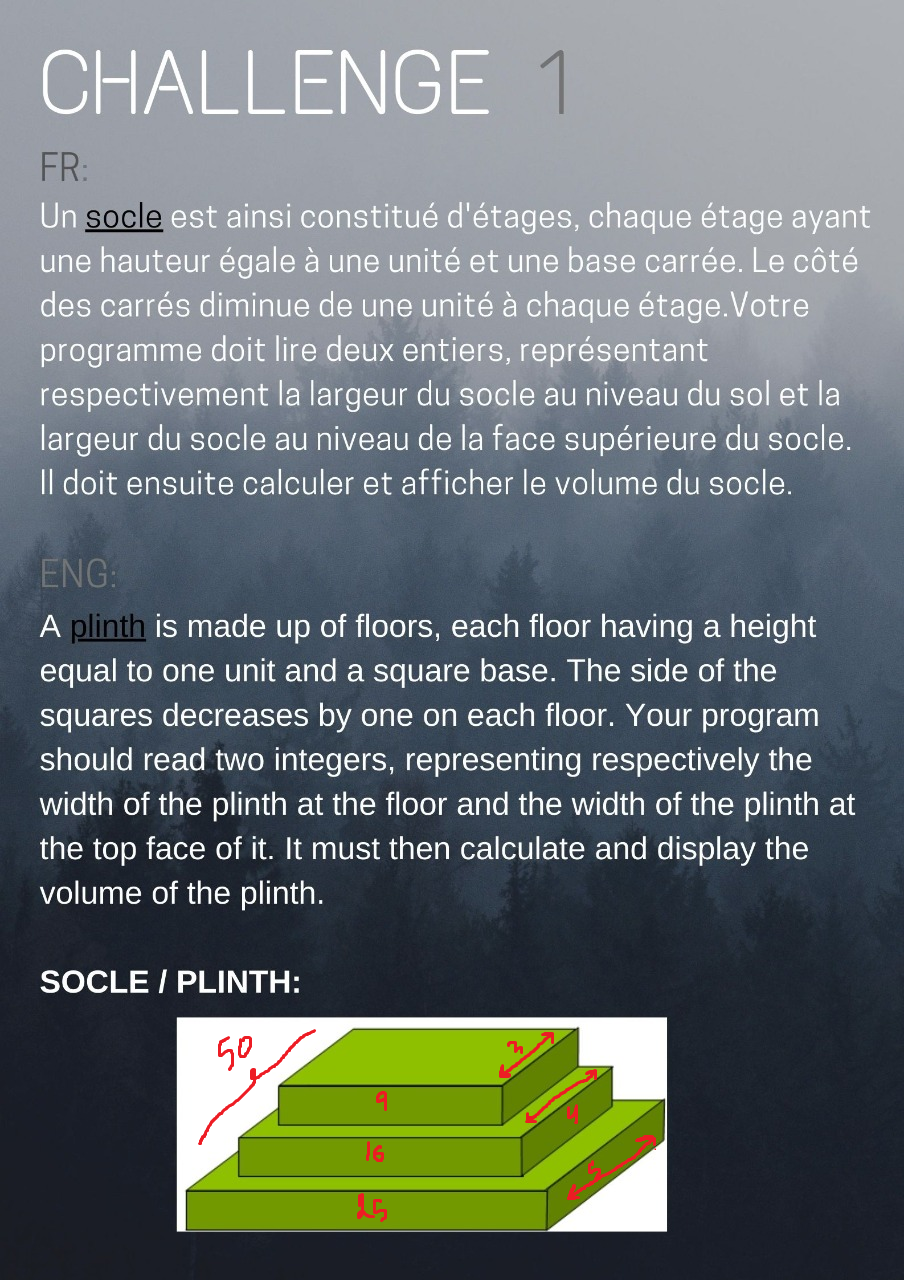 CHALLENGE 1
FR:
Un socle est ainsi constitué d'étages, chaque étage ayant
une hauteur égale à une unité et une base carrée. Le côté
des carrés diminue de une unité à chaque étage.Votre
programme doit lire deux entiers, représentant
respectivement la largeur du socle au niveau du sol et la
largeur du socle au niveau de la face supérieure du socle.
Il doit ensuite calculer et afficher le volume du socle.
ENG:
A plinth is made up of floors, each floor having a height
equal to one unit and a square base. The side of the
squares decreases by one on each floor. Your program
should read two integers, representing respectively the
width of the plinth at the floor and the width of the plinth at
the top face of it. It must then calculate and display the
volume of the plinth.
SOCLE / PLINTH:
50
3
9
4
16
5
25